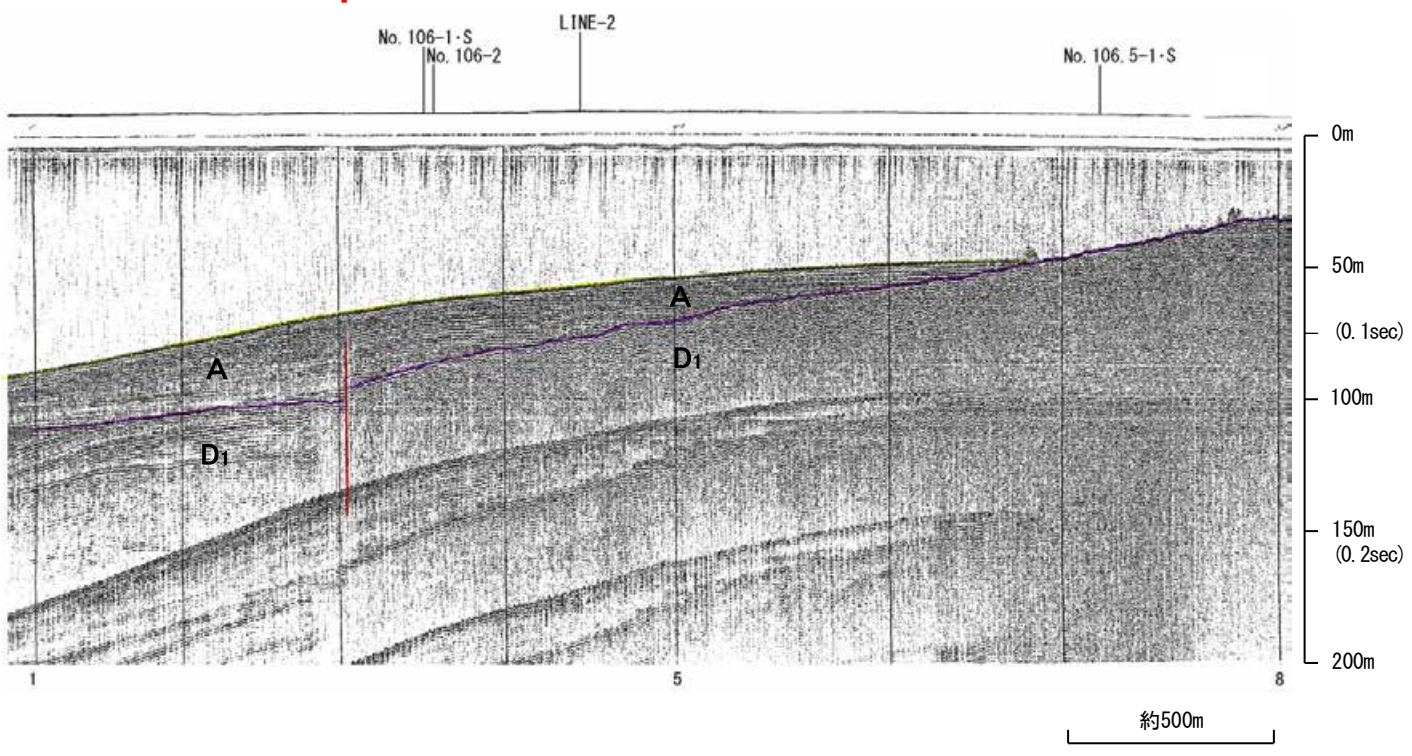 LINE-2
No. 106-1·S
No. 106-2
No. 106.5-1·S
0m
50m
A
(0.1sec)
A
D1
100m
D1
150m
(0.2sec)
200m
1
5
8
約500m